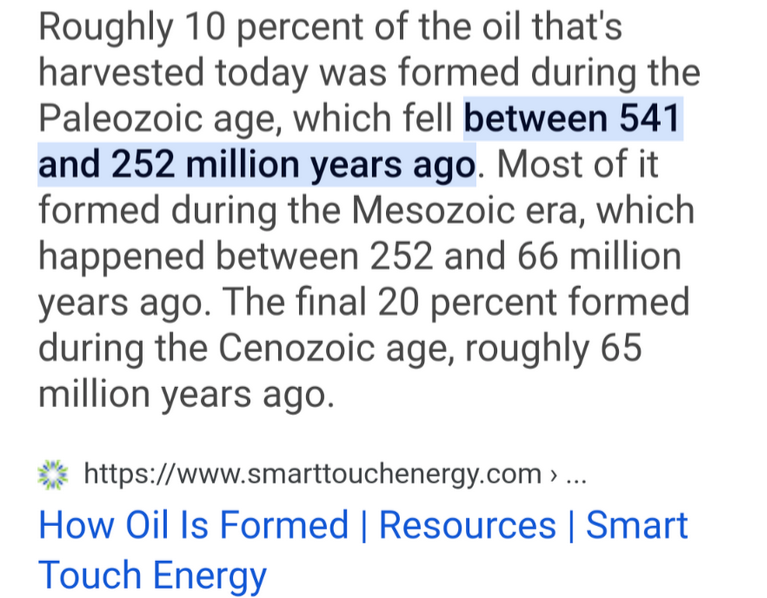 Roughly 10 percent of the oil that's
harvested today was formed during the
Paleozoic age, which fell between 541
and 252 million years ago. Most of it
formed during the Mesozoic era, which
happened between 252 and 66 million
years ago. The final 20 percent formed
during the Cenozoic age, roughly 65
million years ago.
https://www.smarttouchenergy.com › ...
How Oil Is Formed | Resources | Smart
Touch Energy